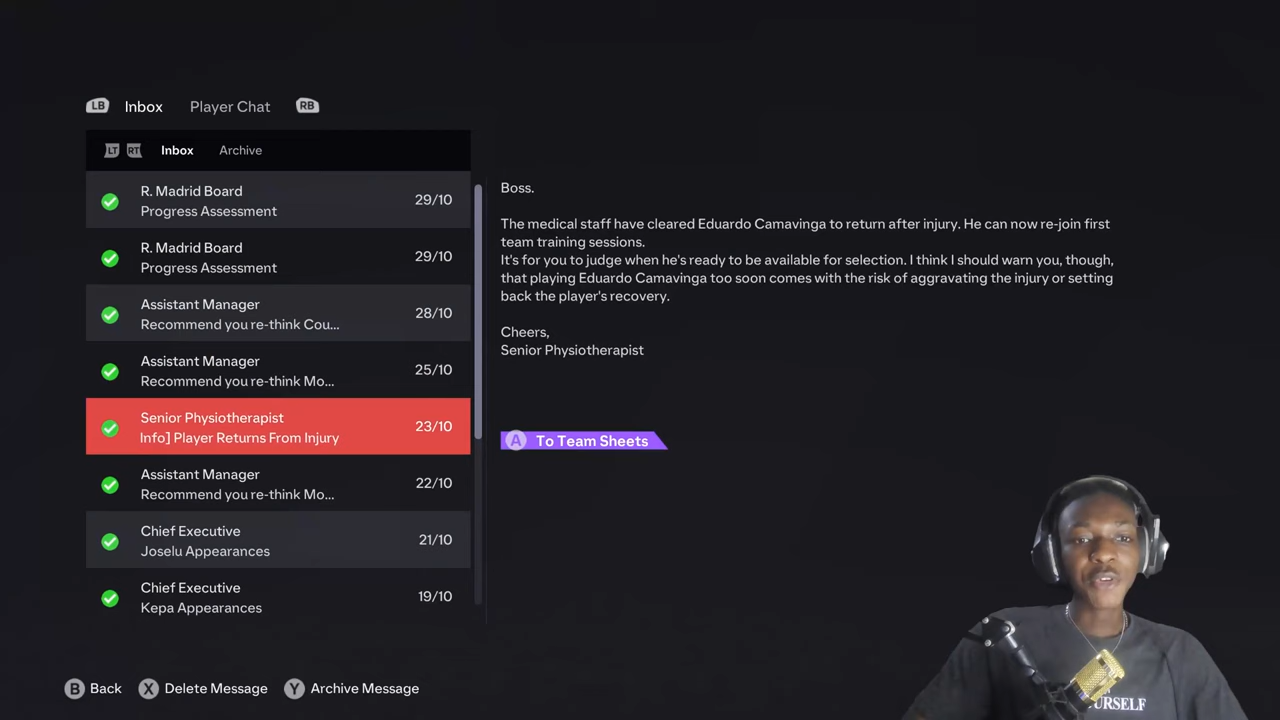 LB Inbox Player Chat RB
LT RT Inbox Archive
R. Madrid Board
Progress Assessment
29/10
R. Madrid Board
Progress Assessment
29/10
Assistant Manager
Recommend you re-think Cou...
28/10
Assistant Manager
Recommend you re-think Mo...
25/10
Senior Physiotherapist
Info] Player Returns From Injury
23/10
Assistant Manager
Recommend you re-think Mo...
22/10
Chief Executive
Joselu Appearances
21/10
Chief Executive
Kepa Appearances
19/10
Boss.
The medical staff have cleared Eduardo Camavinga to return after injury. He can now re-join first
team training sessions.
It's for you to judge when he's ready to be available for selection. I think I should warn you, though,
that playing Eduardo Camavinga too soon comes with the risk of aggravating the injury or setting
back the player's recovery.
Cheers,
Senior Physiotherapist
A To Team Sheets
B Back X Delete Message Y Archive Message